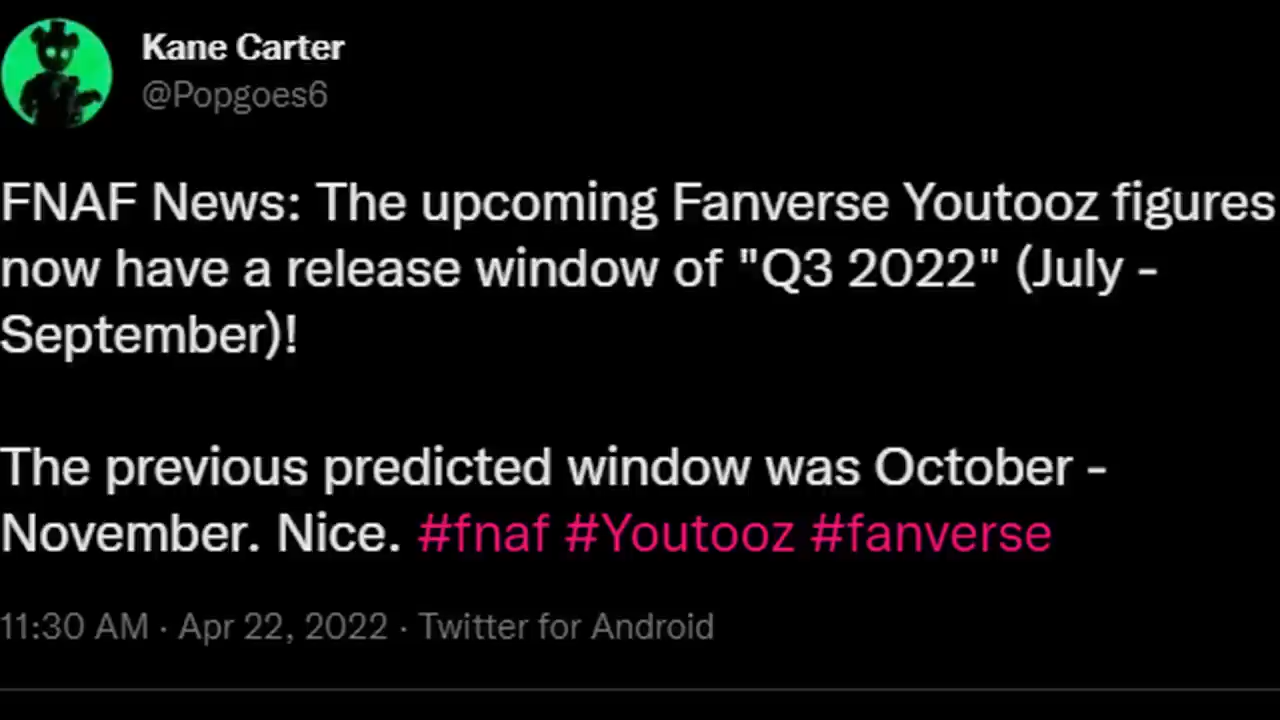 Kane Carter
@Popgoes6
FNAF News: The upcoming Fanverse Youtooz figures
now have a release window of "Q3 2022" (July -
September)!
The previous predicted window was October -
November. Nice. #fnaf #Youtooz #fanverse
11:30 AM · Apr 22, 2022 · Twitter for Android